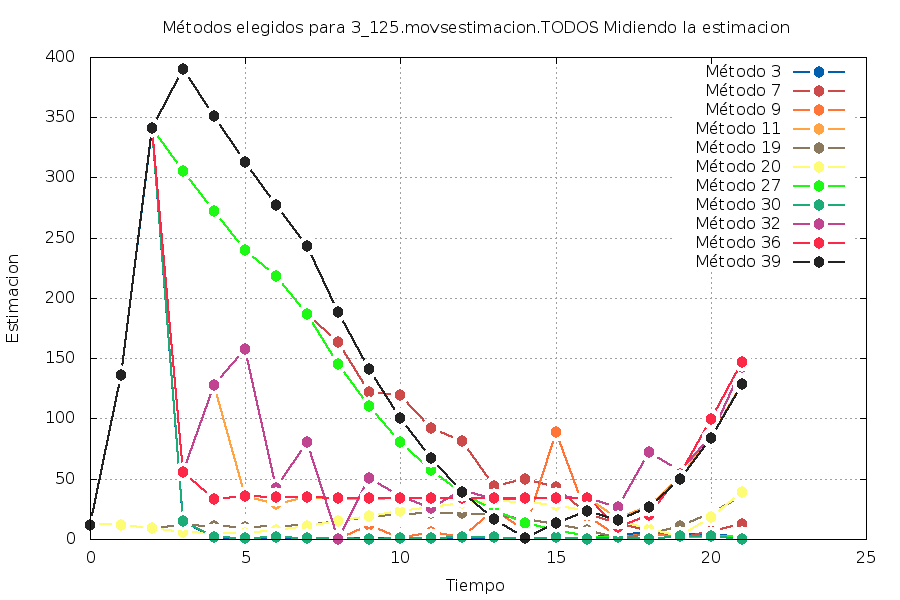 Métodos elegidos para 3_125.movsestimacion.TODOS Midiendo la estimacion
400
350
300
250
200
150
100
50
0
Estimacion
Método 3
Método 7
Método 9
Método 11
Método 19
Método 20
Método 27
Método 30
Método 32
Método 36
Método 39
0 5 10 15 20 25
Tiempo